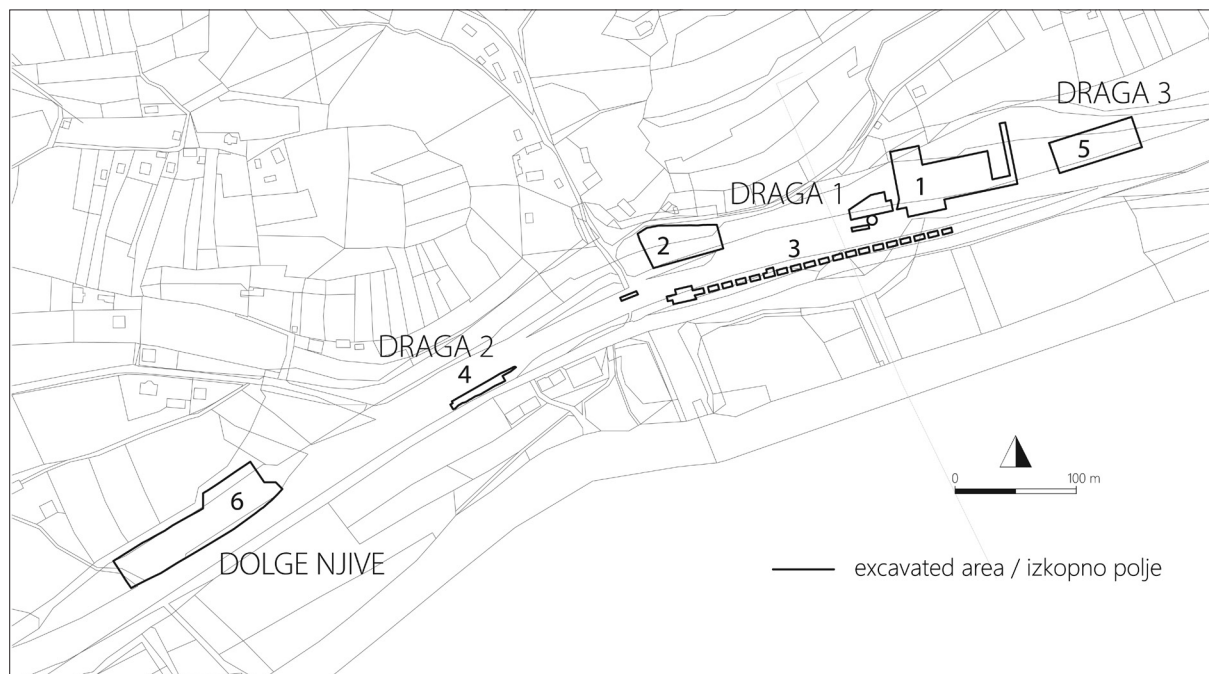 DRAGA 3
5
1
DRAGA 1
2
3
DRAGA 2
4
6
DOLGE NJIVE
0 100 m
excavated area / izkopno polje